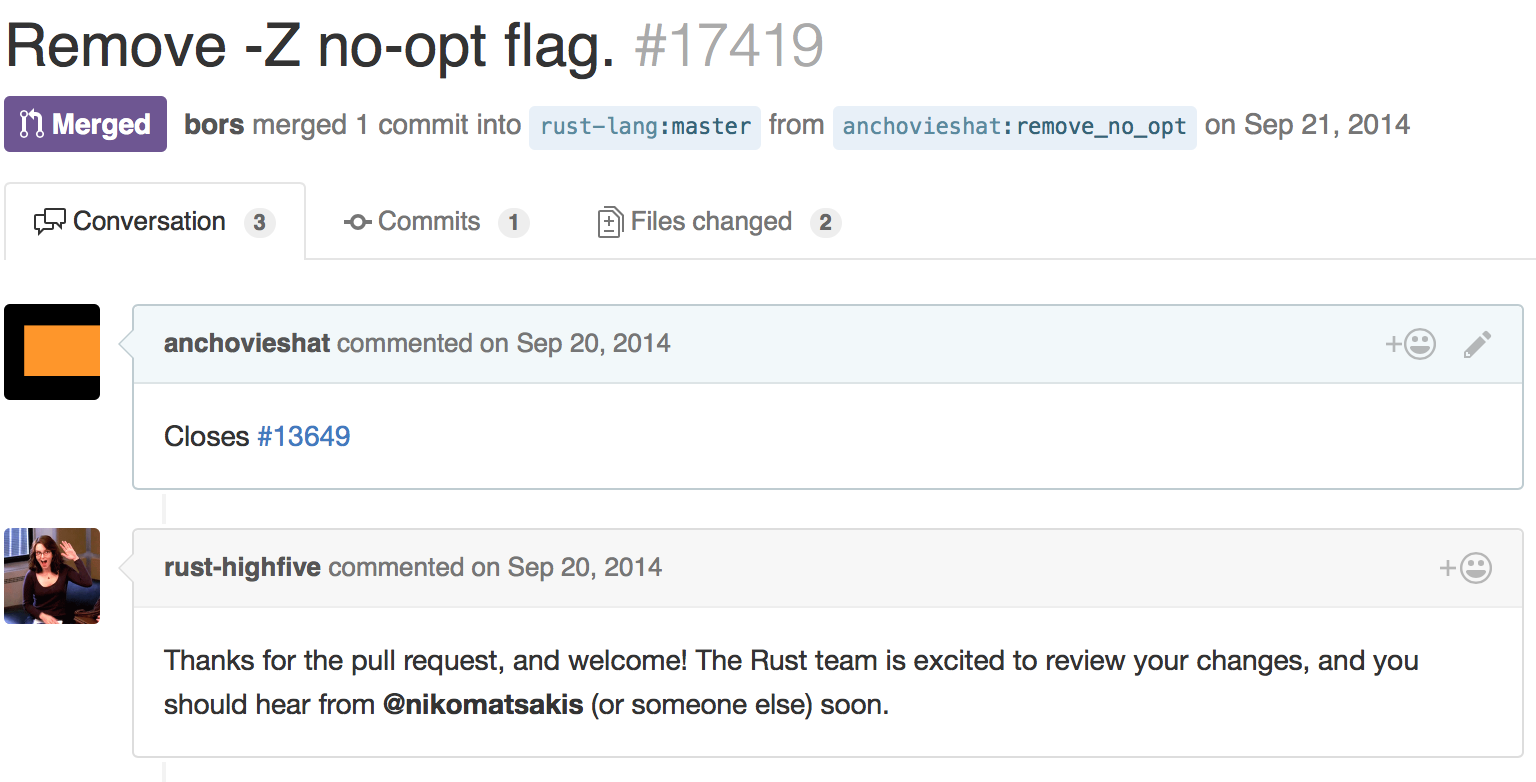 Remove -Z no-opt flag. #17419
Merged bors merged 1 commit into rust-lang:master from anchovieshat:remove_no_opt on Sep 21, 2014
Conversation 3 Commits 1 Files changed 2
anchovieshat commented on Sep 20, 2014
Closes #13649
rust-highfive commented on Sep 20, 2014
Thanks for the pull request, and welcome! The Rust team is excited to review your changes, and you
should hear from @nikomatsakis (or someone else) soon.